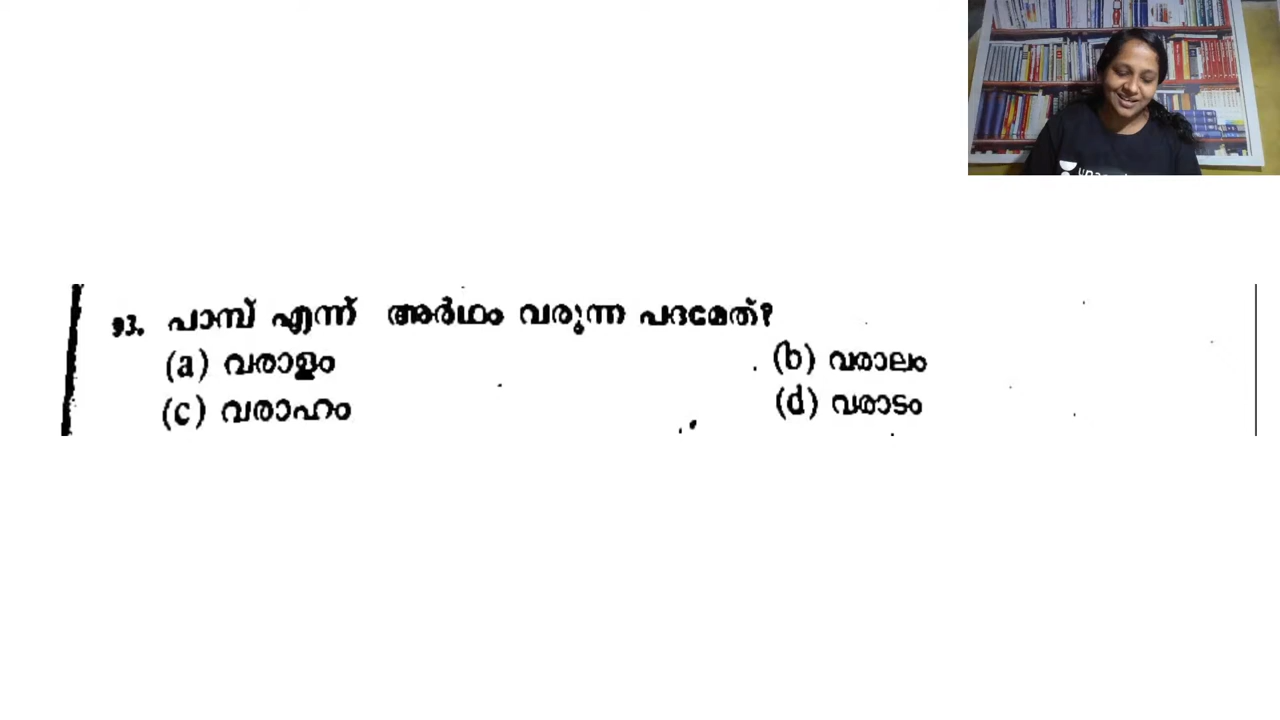 93. പാമ്പ് എന്ന് അർഥം വരുന്ന പദമേത്?
(a) വരാളം (b) വരാലം
(c) വരാഹം (d) വരാടം